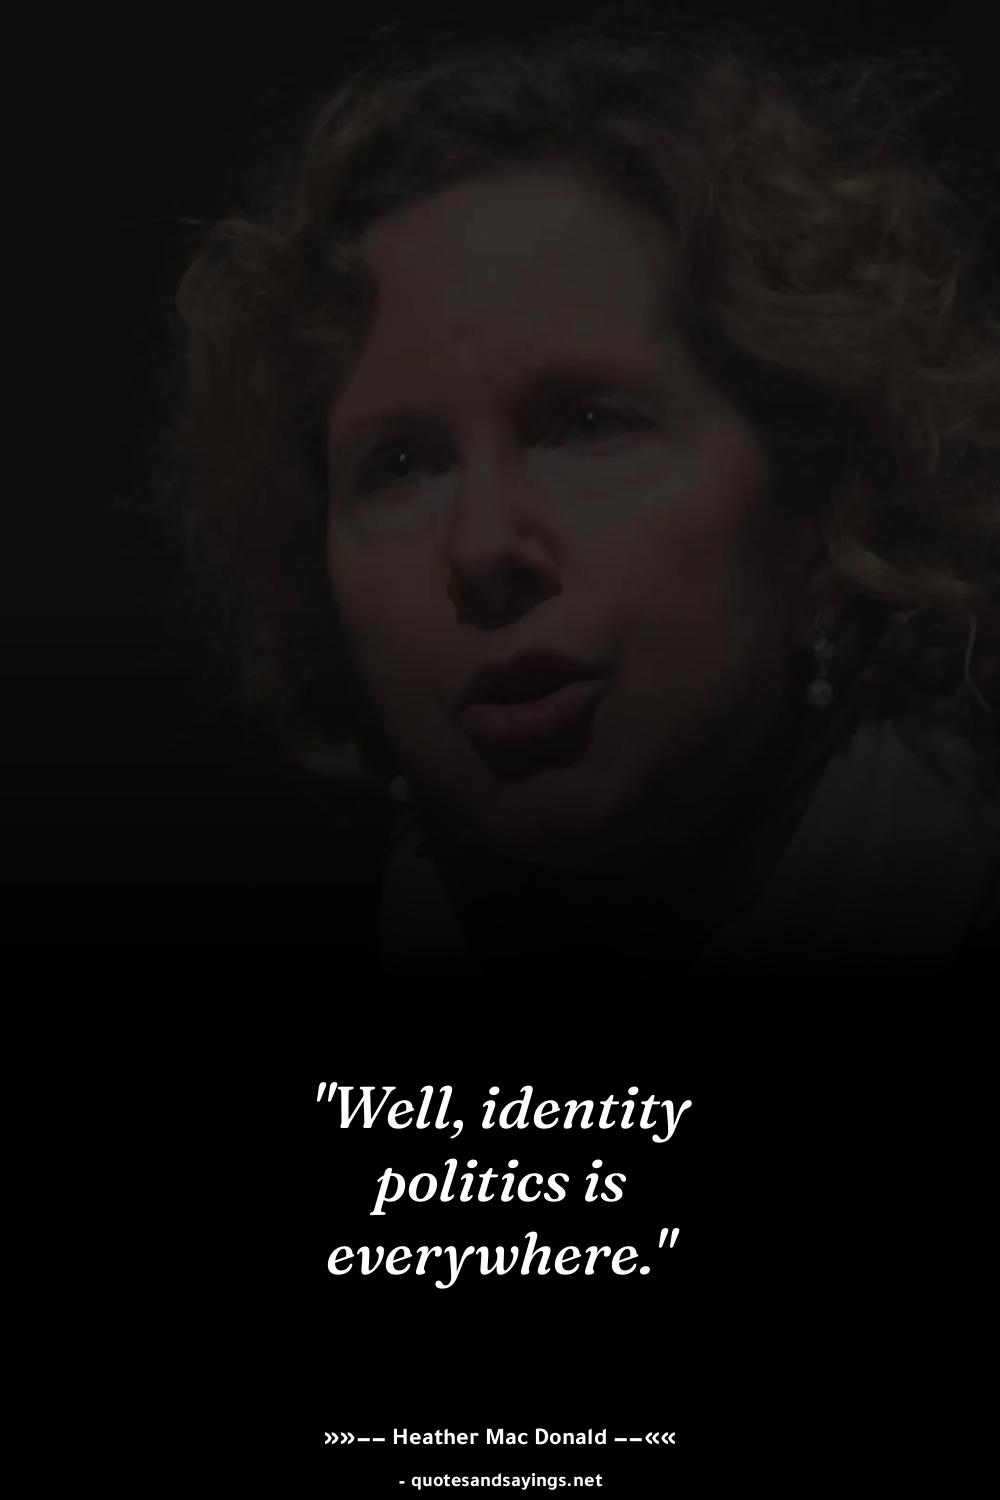 "Well, identity
politics is
everywhere."
»»−− Heather Mac Donald −−««
- quotesandsayings.net